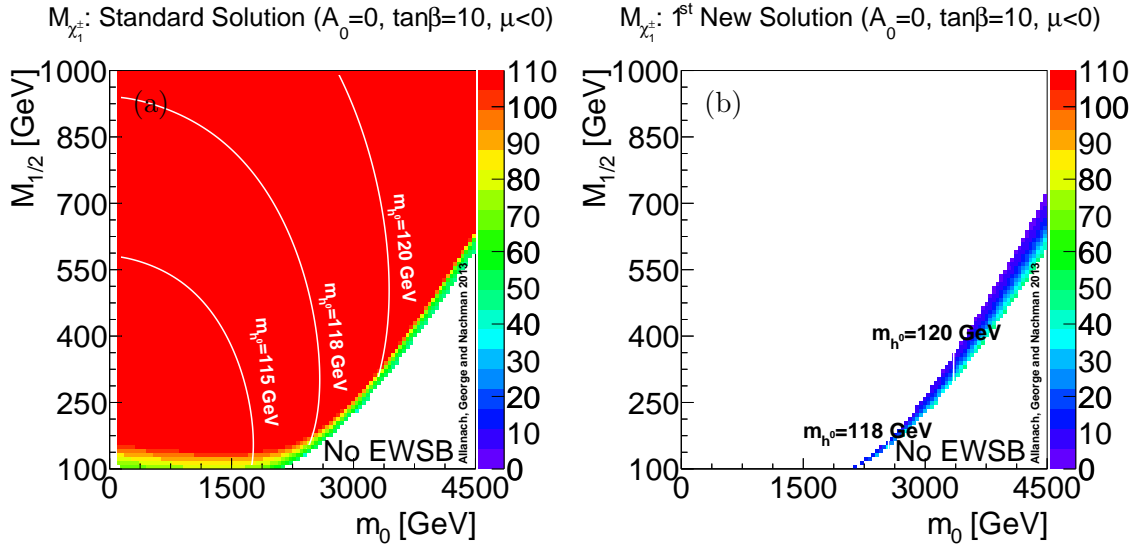 M_χ₁±: Standard Solution (A₀=0, tanβ=10, μ<0)
M₁/₂ [GeV]
1000
850
700
550
400
250
100
(a)
m_h⁰=115 GeV
m_h⁰=118 GeV
m_h⁰=120 GeV
No EWSB
Allanach, George and Nachman 2013
0
1500
3000
4500
m₀ [GeV]
110
100
90
80
70
60
50
40
30
20
10
0
M_χ₁±: 1st New Solution (A₀=0, tanβ=10, μ<0)
M₁/₂ [GeV]
1000
850
700
550
400
250
100
(b)
m_h⁰=120 GeV
m_h⁰=118 GeV
No EWSB
Allanach, George and Nachman 2013
0
1500
3000
4500
m₀ [GeV]
110
100
90
80
70
60
50
40
30
20
10
0